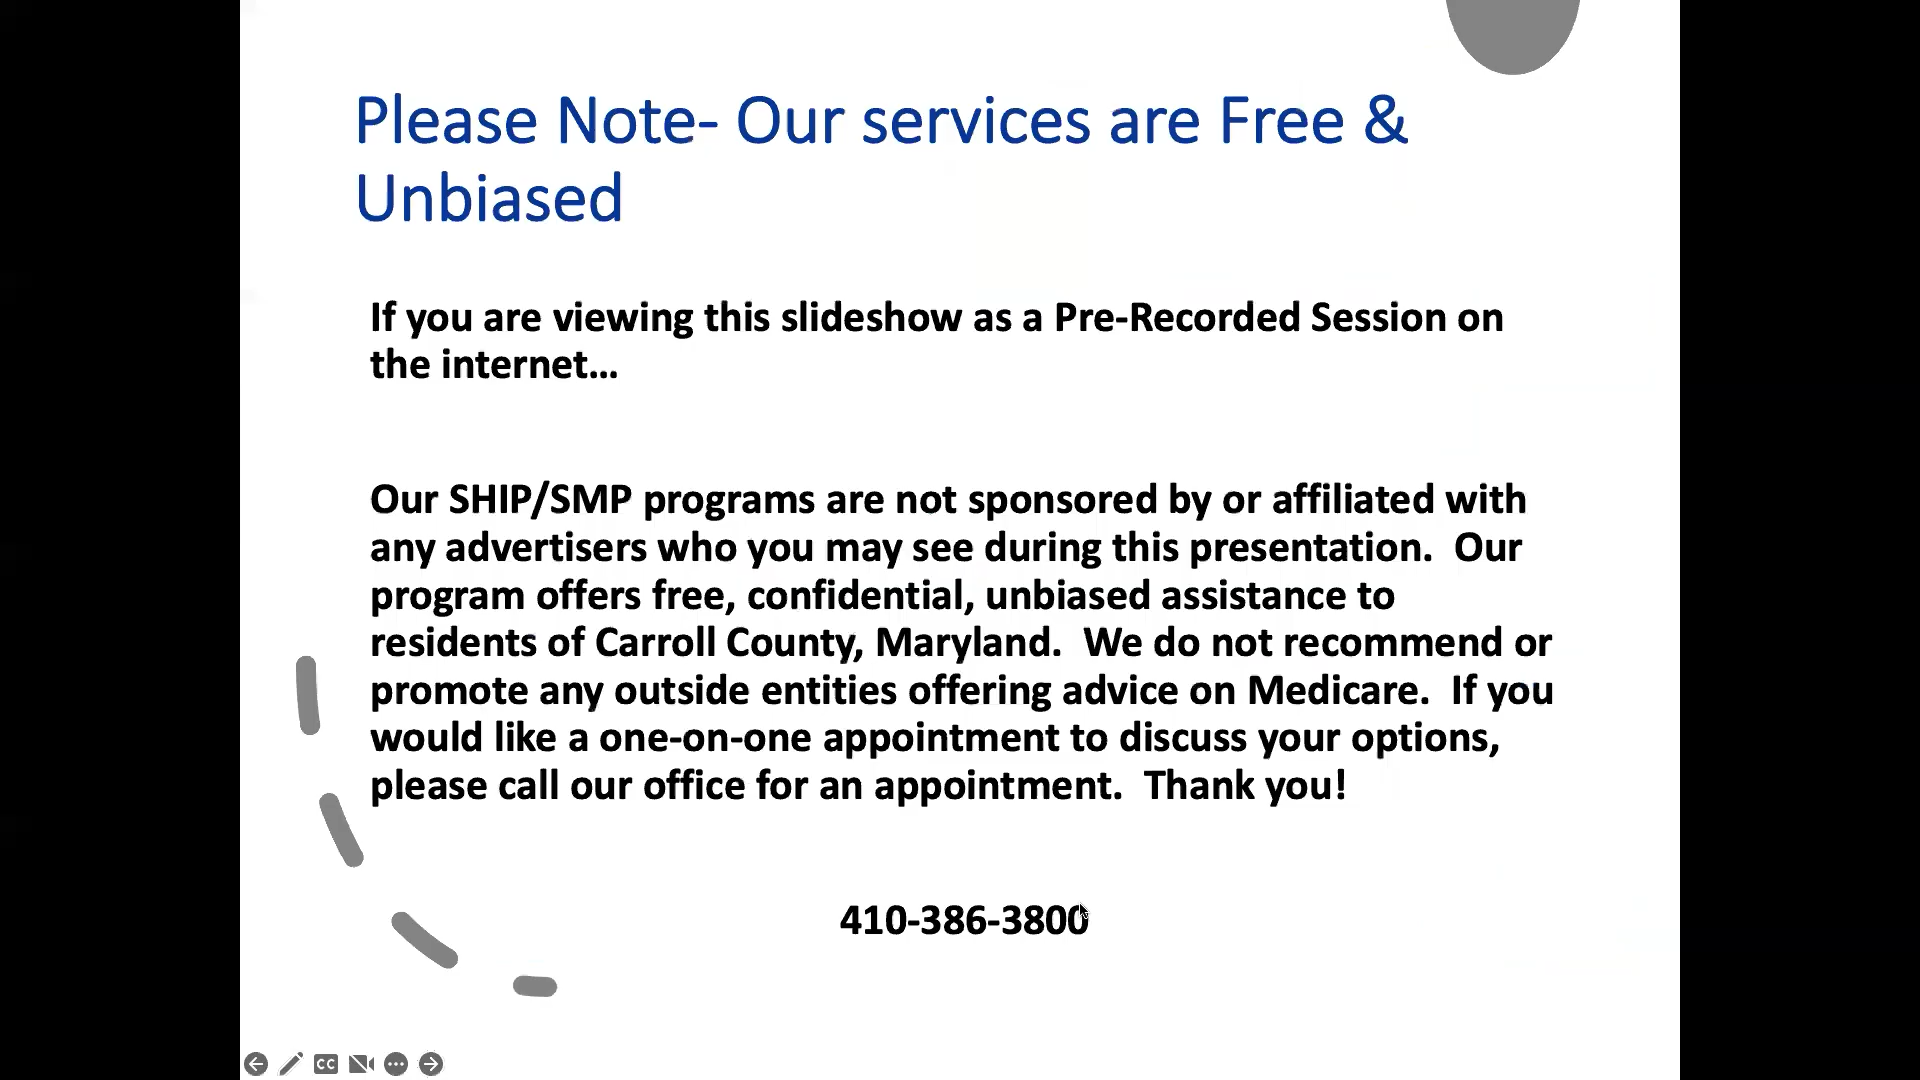 Please Note- Our services are Free &
Unbiased
If you are viewing this slideshow as a Pre-Recorded Session on
the internet...
Our SHIP/SMP programs are not sponsored by or affiliated with
any advertisers who you may see during this presentation.  Our
program offers free, confidential, unbiased assistance to
residents of Carroll County, Maryland.  We do not recommend or
promote any outside entities offering advice on Medicare.  If you
would like a one-on-one appointment to discuss your options,
please call our office for an appointment.  Thank you!
410-386-3800
CC